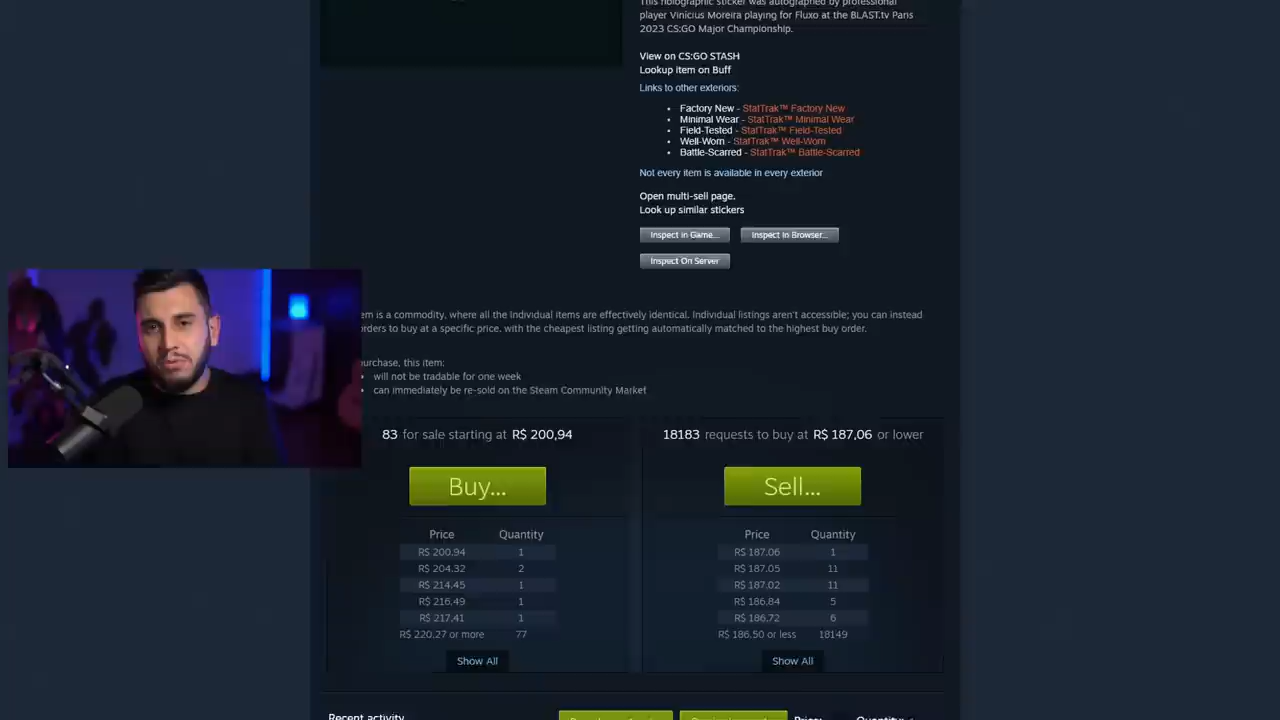 This holographic sticker was autographed by professional
player Vinicius Moreira playing for Fluxo at the BLAST.tv Paris
2023 CS:GO Major Championship.
View on CS:GO STASH
Lookup item on Buff
Links to other exteriors:
Factory New - StatTrak™ Factory New
Minimal Wear - StatTrak™ Minimal Wear
Field-Tested - StatTrak™ Field-Tested
Well-Worn - StatTrak™ Well-Worn
Battle-Scarred - StatTrak™ Battle-Scarred
Not every item is available in every exterior
Open multi-sell page.
Look up similar stickers
Inspect in Game... Inspect in Browser...
Inspect On Server
em is a commodity, where all the individual items are effectively identical. Individual listings aren't accessible; you can instead
orders to buy at a specific price, with the cheapest listing getting automatically matched to the highest buy order.
urchase, this item:
will not be tradable for one week
can immediately be re-sold on the Steam Community Market
83 for sale starting at R$ 200,94
18183 requests to buy at R$ 187,06 or lower
Buy...
Sell...
Price Quantity
R$ 200,94 1
R$ 204,32 2
R$ 214,45 1
R$ 216,49 1
R$ 217,41 1
R$ 220,27 or more 77
Show All
Price Quantity
R$ 187,06 1
R$ 187,05 11
R$ 187,02 11
R$ 186,84 5
R$ 186,72 6
R$ 186,50 or less 18149
Show All
Recent activity
Price: Quantity: